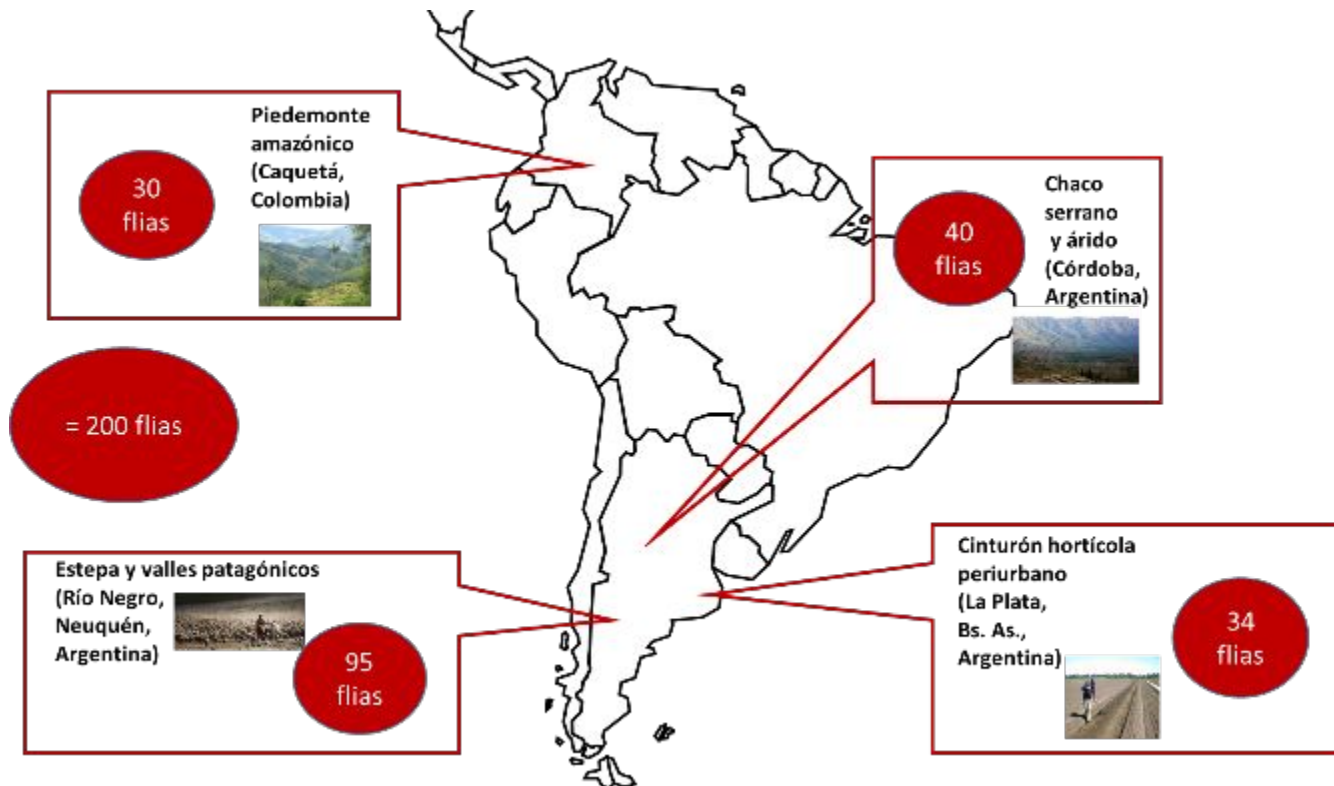 Piedemonte
amazónico
(Caquetá,
Colombia)
30
flias
Chaco
serrano
y árido
(Córdoba,
Argentina)
40
flias
= 200 flias
Estepa y valles patagónicos
(Río Negro,
Neuquén,
Argentina)
95
flias
Cinturón hortícola
periurbano
(La Plata,
Bs. As.,
Argentina)
34
flias